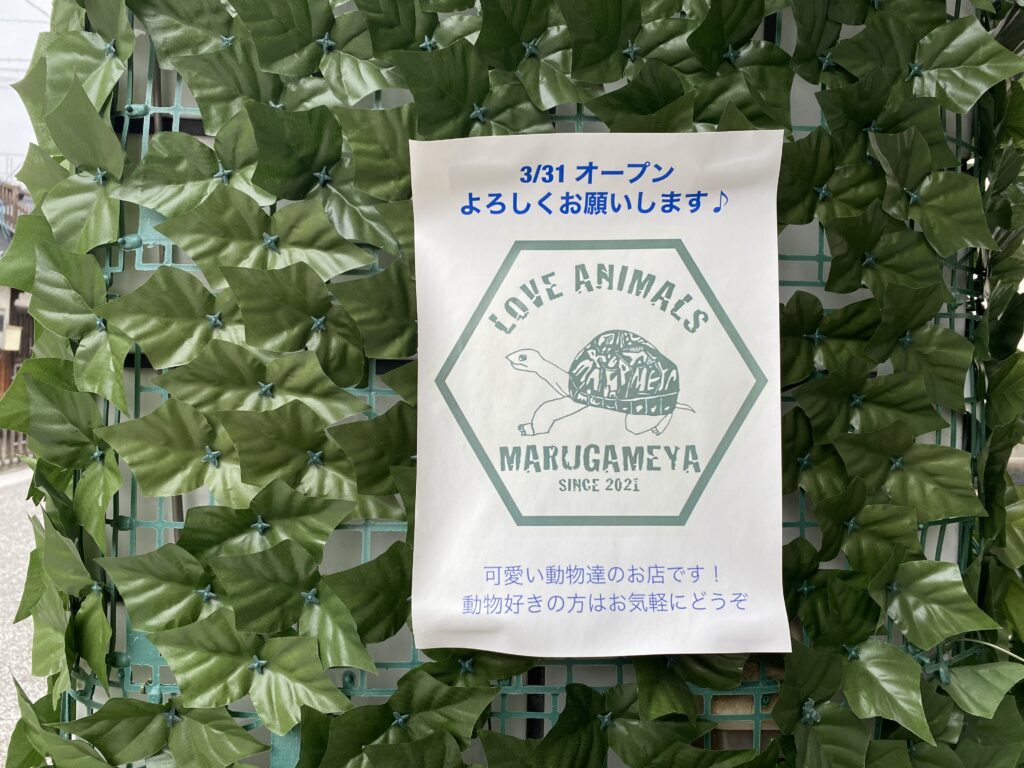 3/31 オープン
よろしくお願いします♪
LOVE ANIMALS
MARUGAMEYA
SINCE 2021
可愛い動物達のお店です！
動物好きの方はお気軽にどうぞ